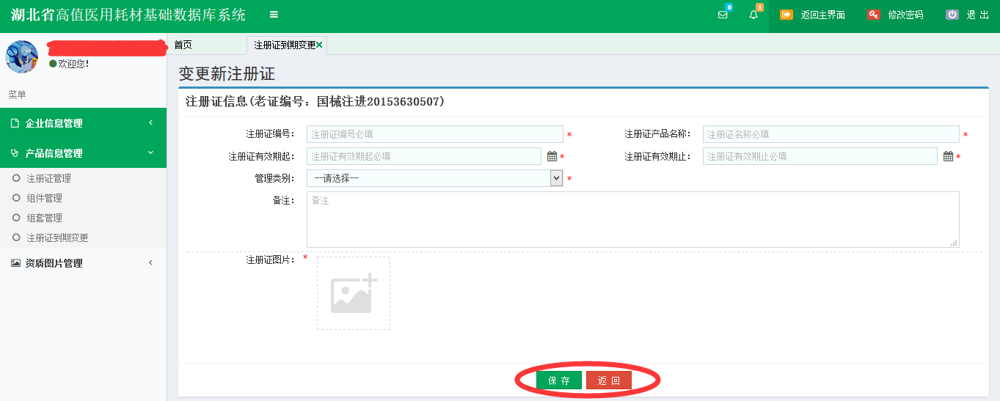 湖北省高值医用耗材基础数据库系统
0
1
返回主界面
修改密码
退 出
欢迎您!
首页
注册证到期变更
菜单
企业信息管理
产品信息管理
注册证管理
组件管理
组套管理
注册证到期变更
资质图片管理
变更新注册证
注册证信息(老证编号: 国械注进20153630507)
注册证编号: 注册证编号必填 *
注册证产品名称: 注册证名称必填 *
注册证有效期起: 注册证有效期起必填 *
注册证有效期止: 注册证有效期止必填 *
管理类别: --请选择-- *
备注: 备注
注册证图片: *
保 存
返 回